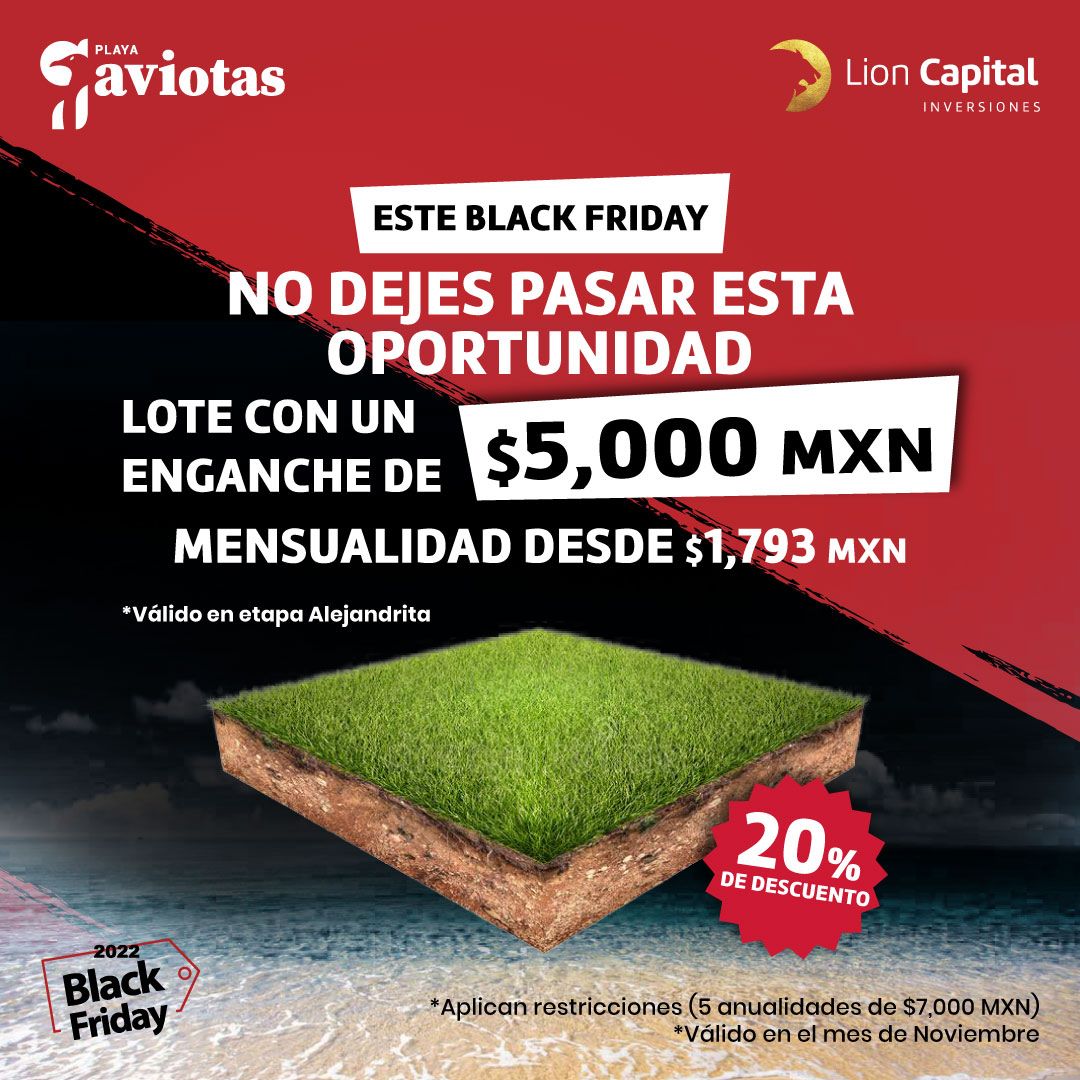 PLAYA
Gaviotas
Lion Capital
INVERSIONES
ESTE BLACK FRIDAY
NO DEJES PASAR ESTA
OPORTUNIDAD
LOTE CON UN
ENGANCHE DE
$5,000 MXN
MENSUALIDAD DESDE $1,793 MXN
*Válido en etapa Alejandrita
20%
DE DESCUENTO
2022
Black
Friday
*Aplican restricciones (5 anualidades de $7,000 MXN)
*Válido en el mes de Noviembre